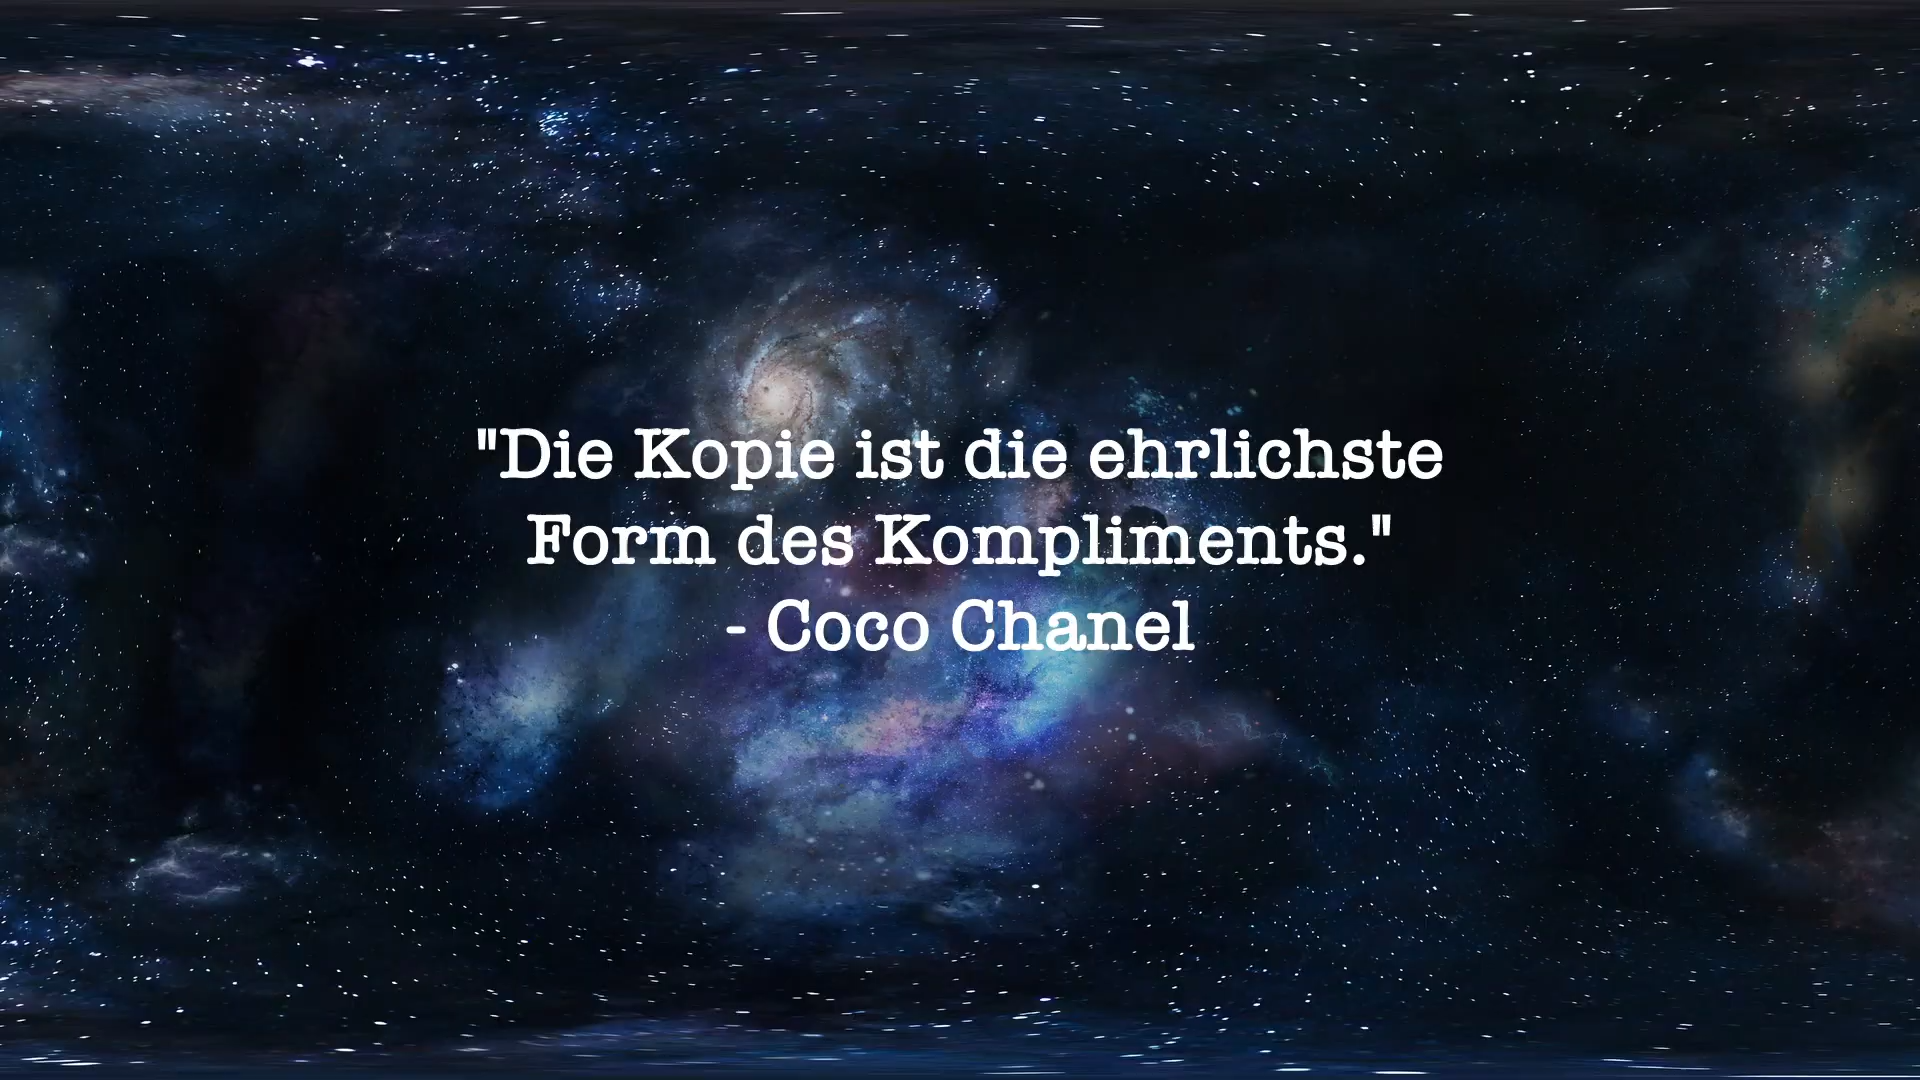 "Die Kopie ist die ehrlichste
Form des Kompliments."
- Coco Chanel